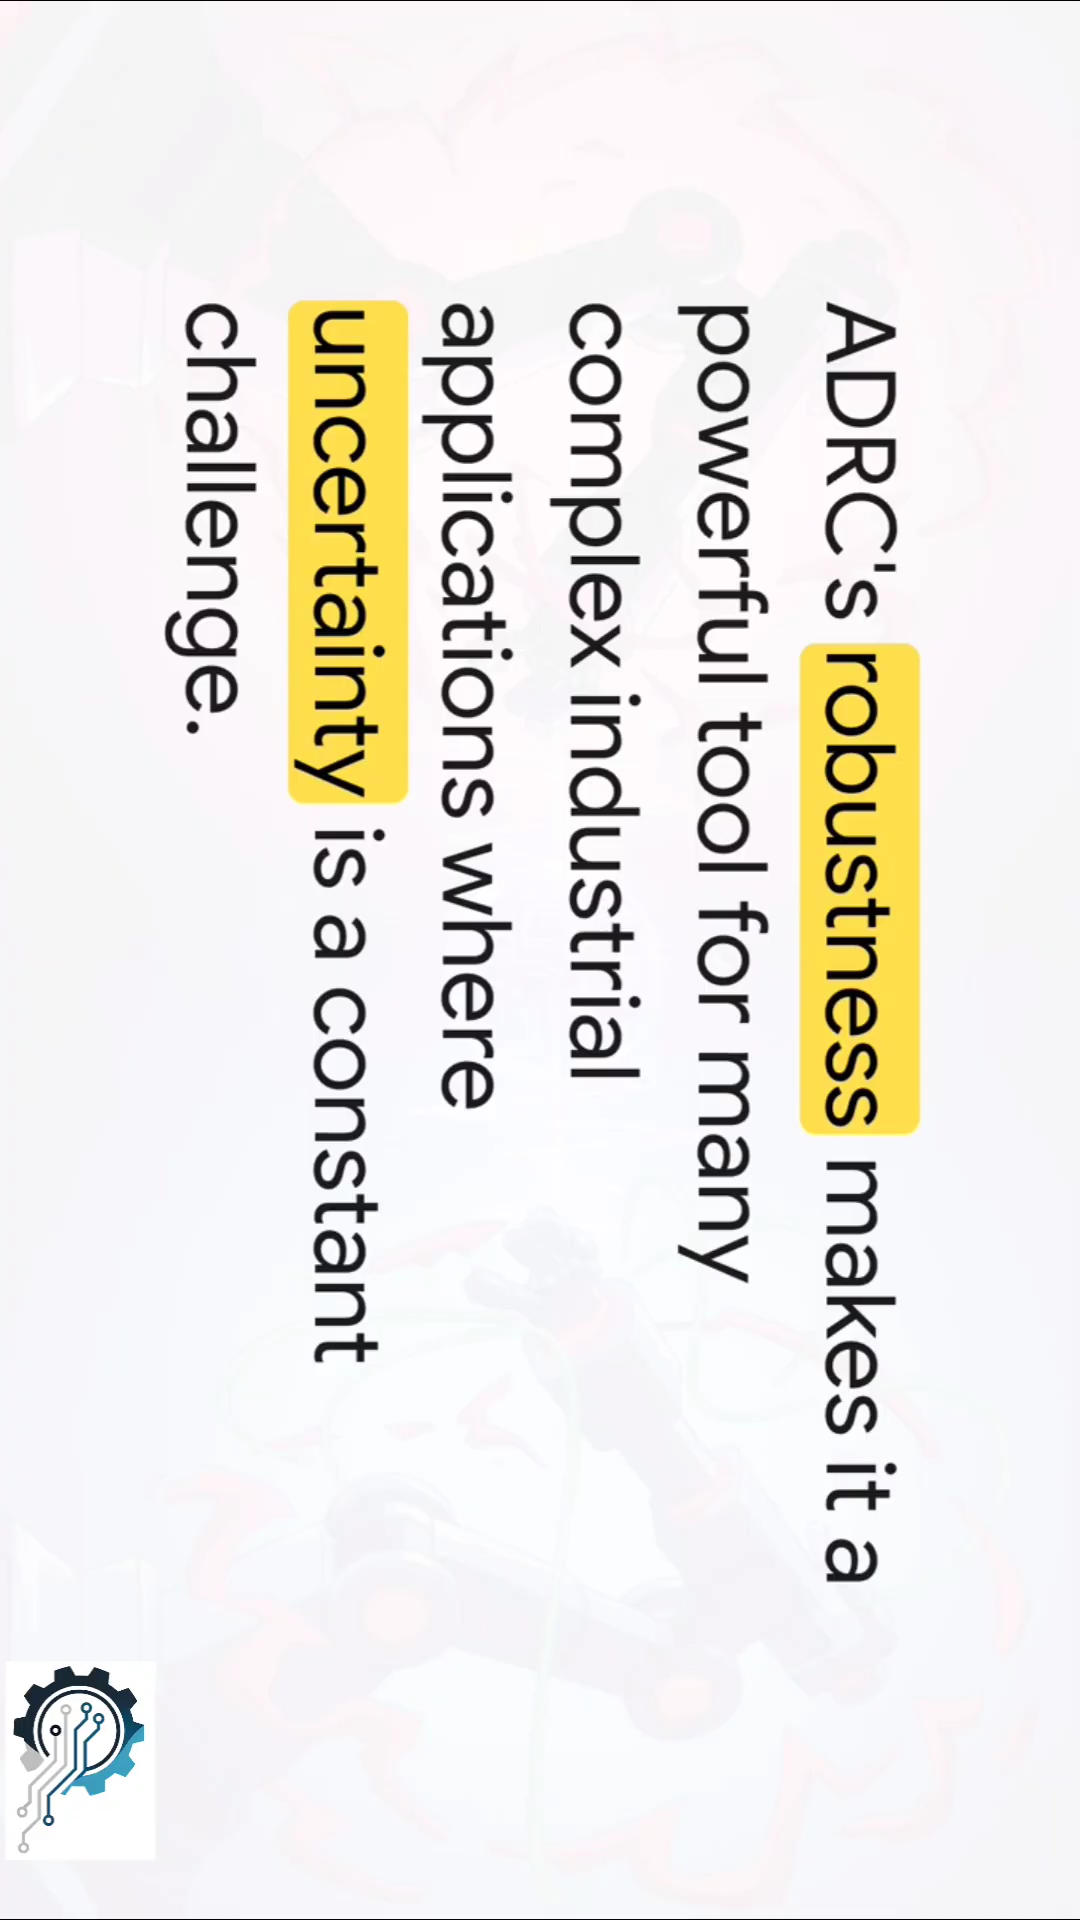 ADRC's robustness makes it a
powerful tool for many
complex industrial
applications where
uncertainty is a constant
challenge.